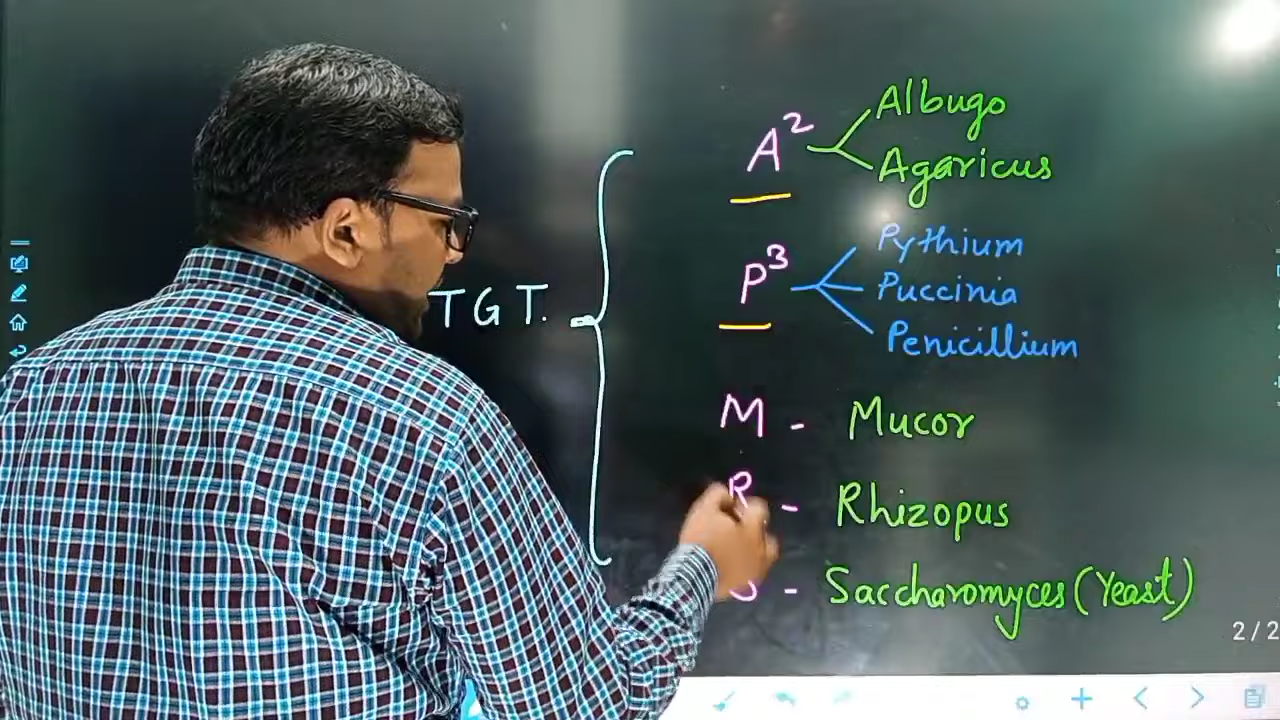 Albugo
A² Agaricus
Pythium
P³ Puccinia
Penicillium
TGT.
M - Mucor
R - Rhizopus
- Saccharomyces (Yeast)
2/2